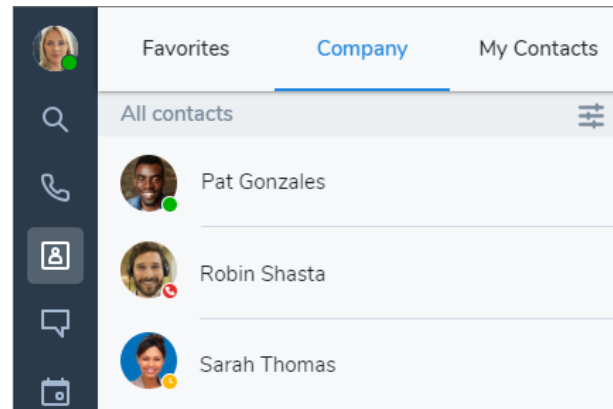 Favorites Company My Contacts
All contacts
Pat Gonzales
Robin Shasta
Sarah Thomas